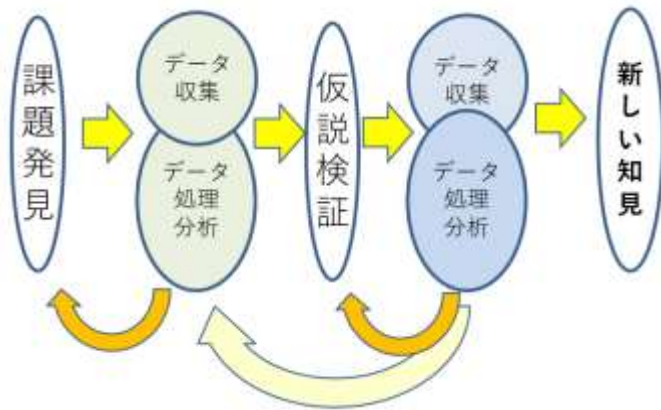 課題発見
データ
収集
データ
処理
分析
仮説検証
データ
収集
データ
処理
分析
新しい知見